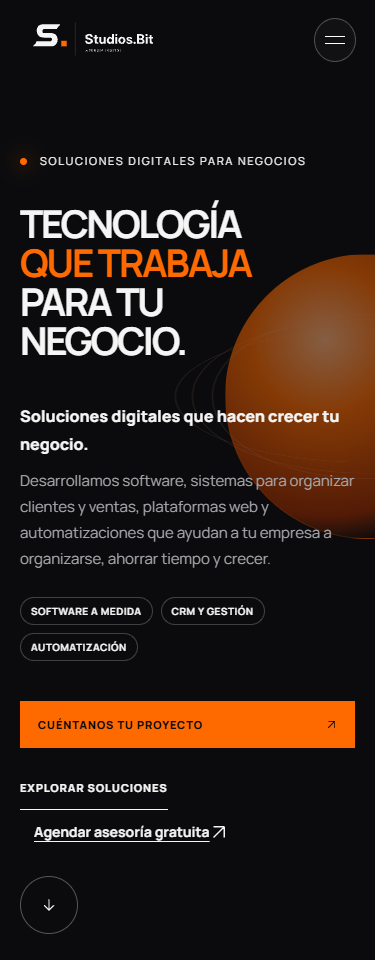 S.
Studios.Bit
SOLUCIONES DIGITALES PARA NEGOCIOS
TECNOLOGÍA
QUE TRABAJA
PARA TU
NEGOCIO.
Soluciones digitales que hacen crecer tu
negocio.
Desarrollamos software, sistemas para organizar
clientes y ventas, plataformas web y
automatizaciones que ayudan a tu empresa a
organizarse, ahorrar tiempo y crecer.
SOFTWARE A MEDIDA
CRM Y GESTIÓN
AUTOMATIZACIÓN
CUÉNTANOS TU PROYECTO
EXPLORAR SOLUCIONES
Agendar asesoría gratuita